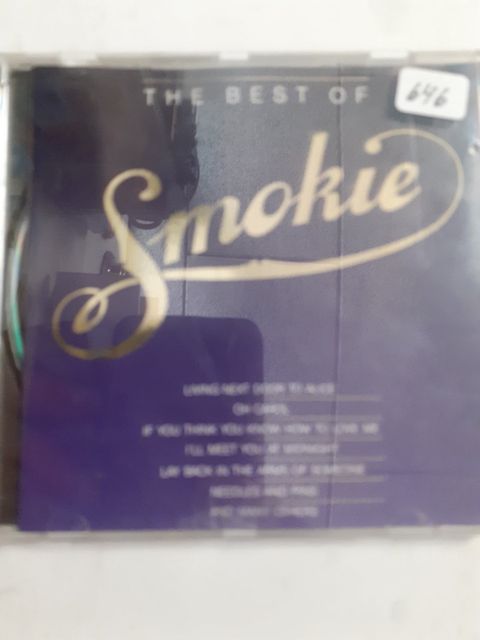 THE BEST OF
646
Smokie
LIVING NEXT DOOR TO ALICE
OH CAROL
IF YOU THINK YOU KNOW HOW TO LOVE ME
I'LL MEET YOU AT MIDNIGHT
LAY BACK IN THE ARMS OF SOMEONE
NEEDLES AND PINS
AND MANY OTHERS